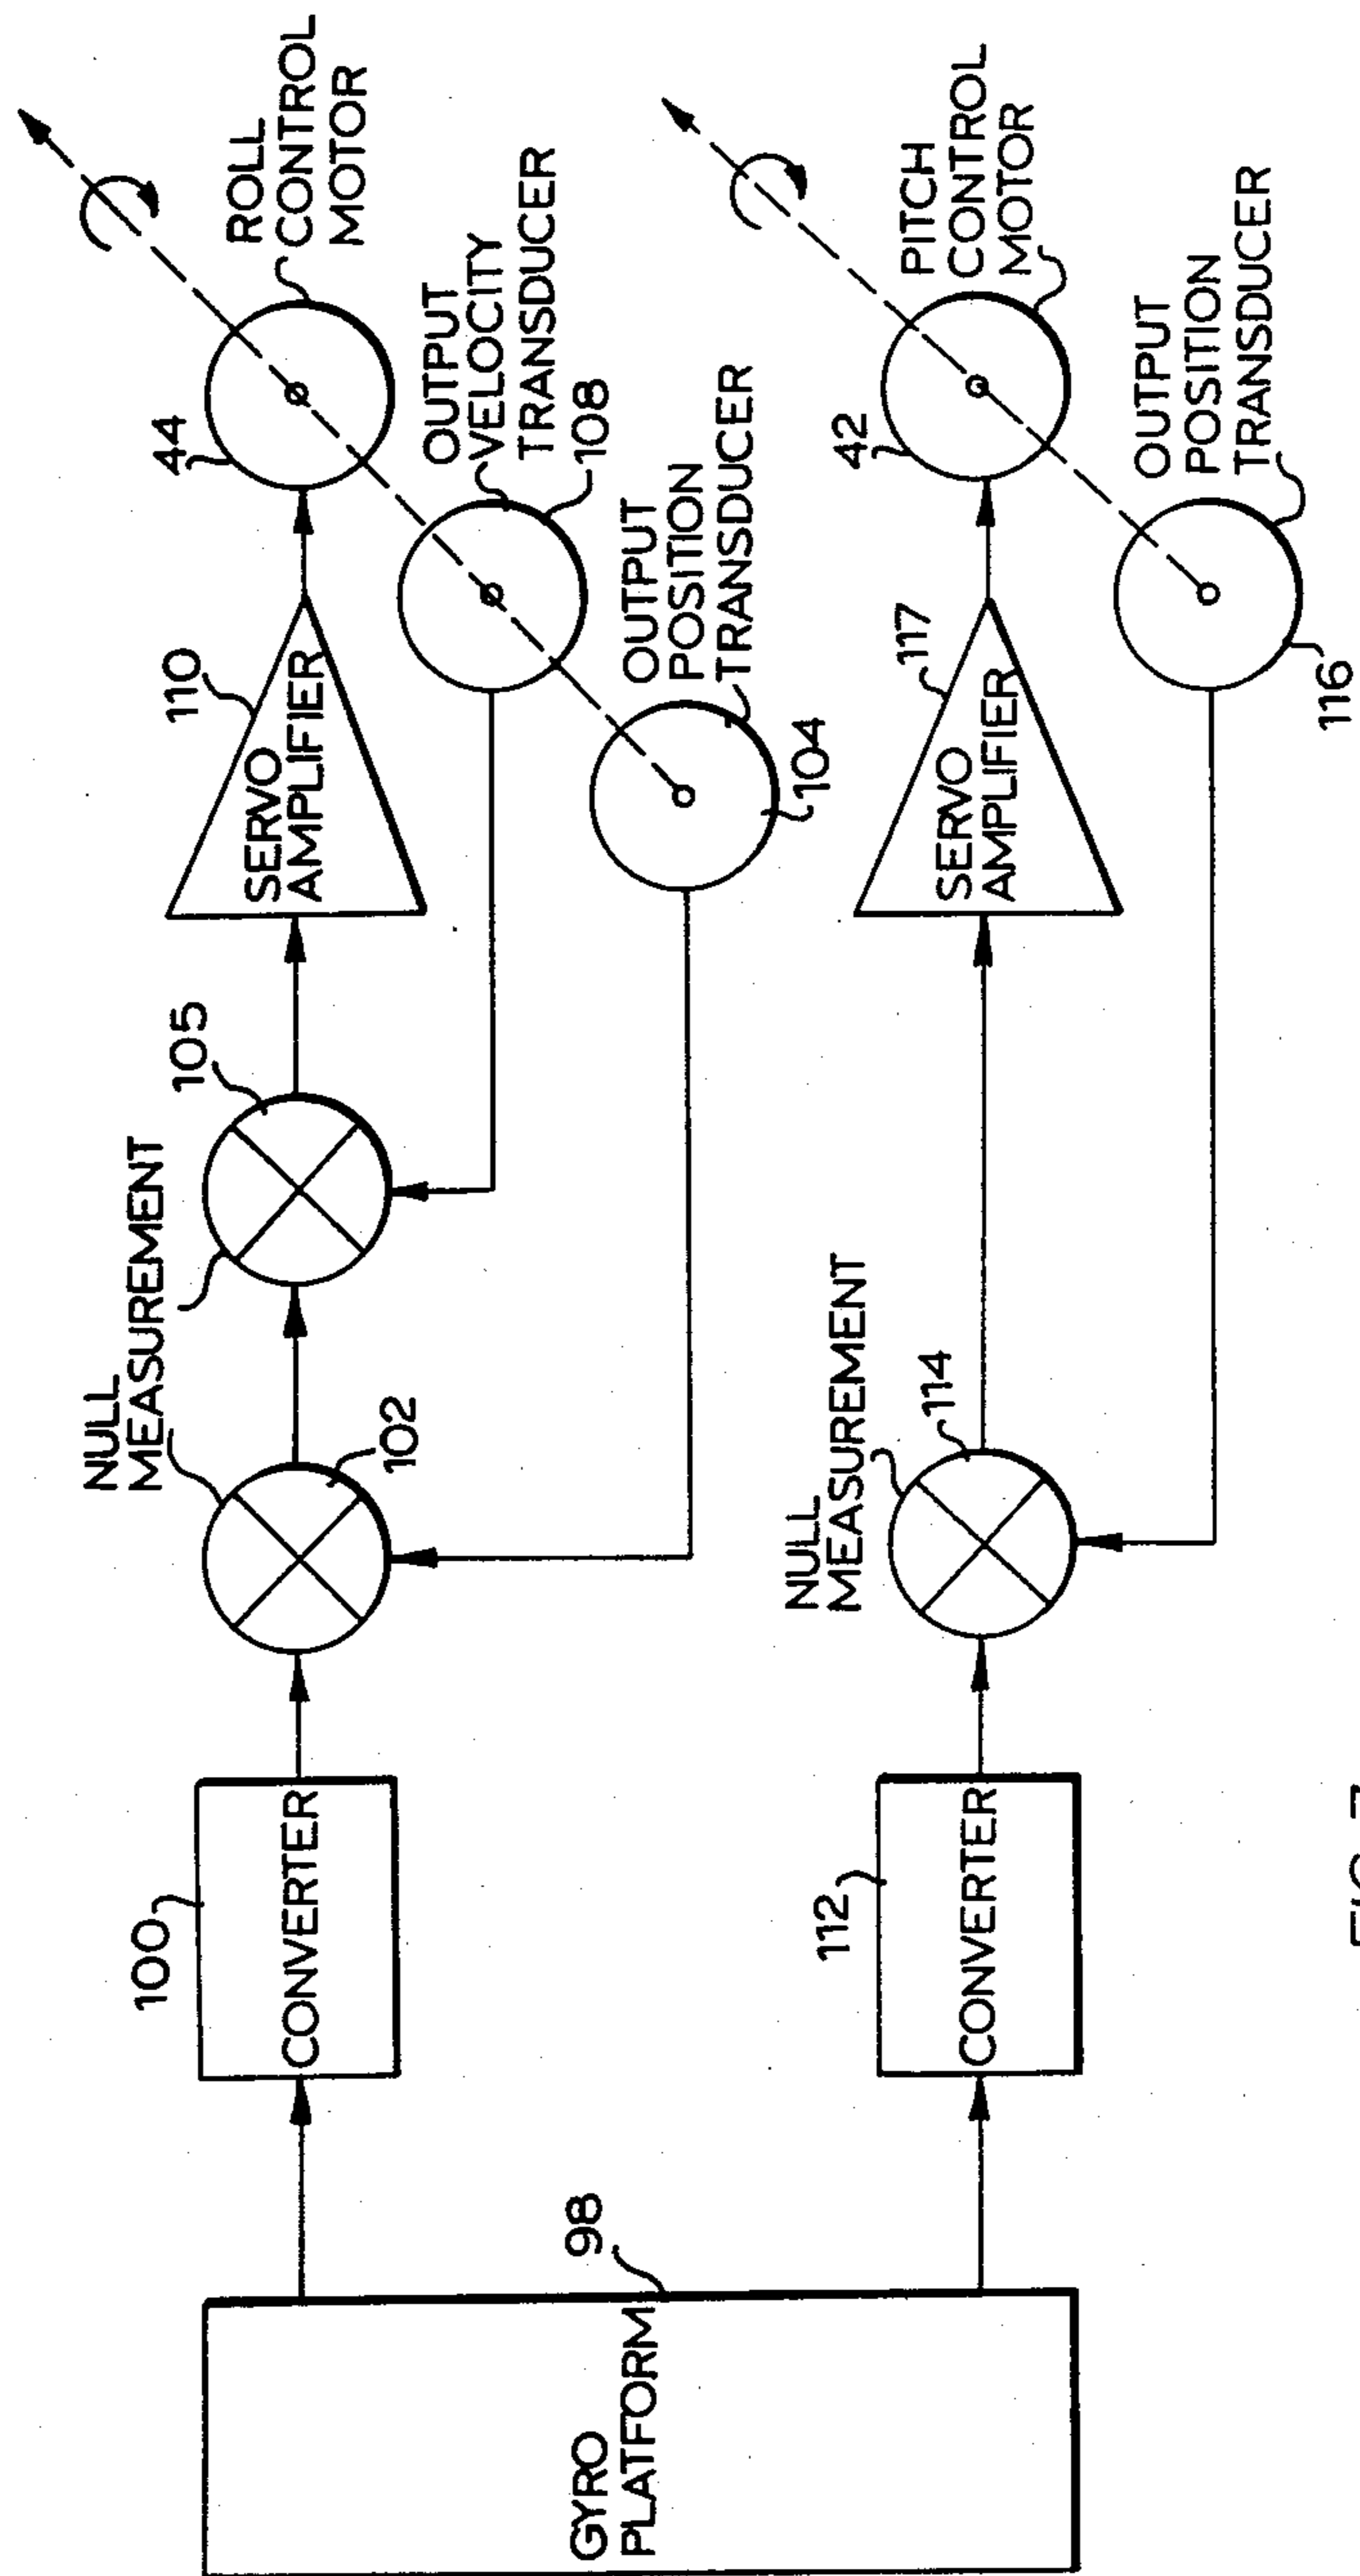 GYRO
PLATFORM
98
100
CONVERTER
NULL
MEASUREMENT
102
105
SERVO
AMPLIFIER
110
44
ROLL
CONTROL
MOTOR
OUTPUT
VELOCITY
TRANSDUCER
108
OUTPUT
POSITION
TRANSDUCER
104
112
CONVERTER
NULL
MEASUREMENT
114
SERVO
AMPLIFIER
117
42
PITCH
CONTROL
MOTOR
OUTPUT
POSITION
TRANSDUCER
116